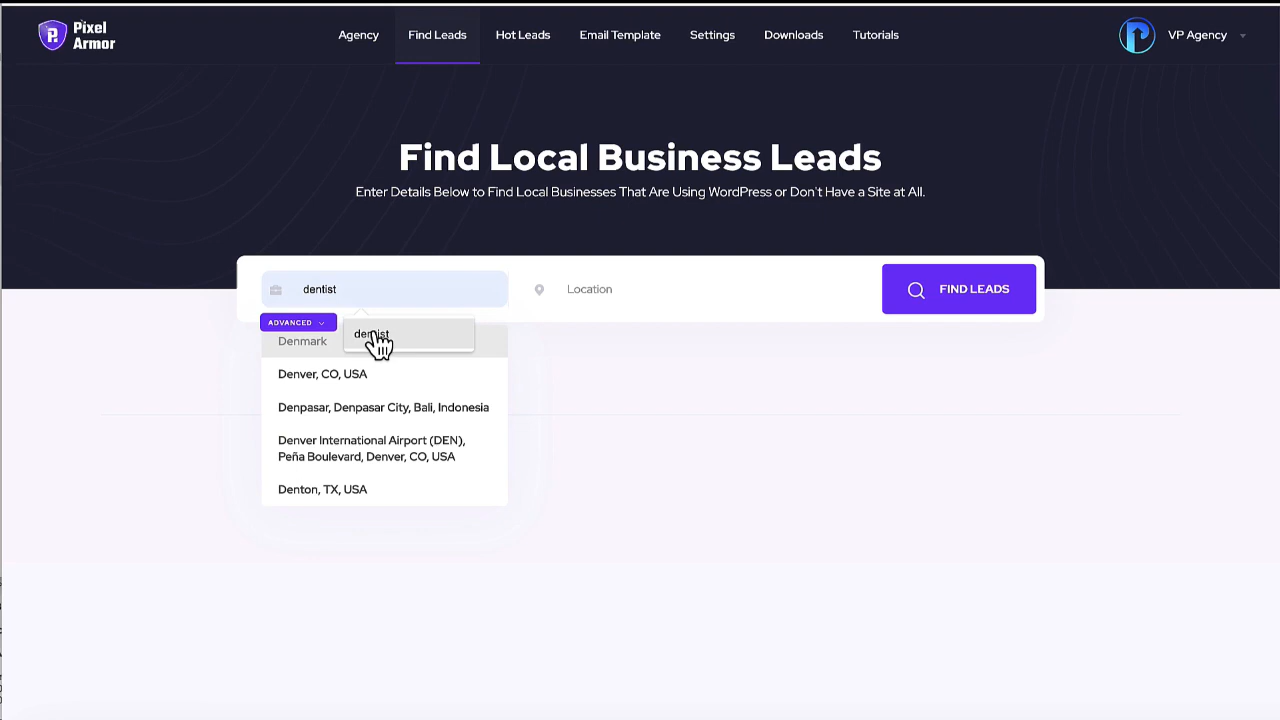 Pixel
Armor
Agency
Find Leads
Hot Leads
Email Template
Settings
Downloads
Tutorials
VP Agency
Find Local Business Leads
Enter Details Below to Find Local Businesses That Are Using WordPress or Don't Have a Site at All.
dentist
Location
FIND LEADS
ADVANCED
dentist
Denmark
Denver, CO, USA
Denpasar, Denpasar City, Bali, Indonesia
Denver International Airport (DEN),
Peña Boulevard, Denver, CO, USA
Denton, TX, USA